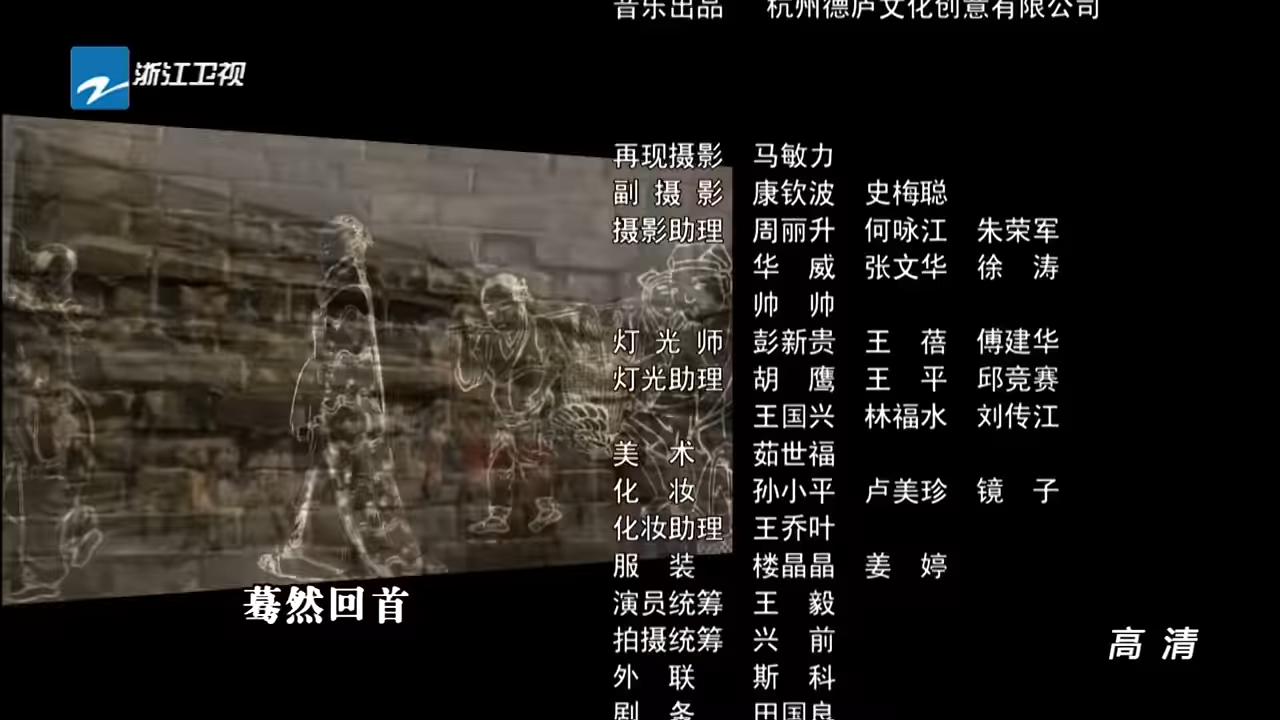 音乐出品 杭州德庐文化创意有限公司
浙江卫视
再现摄影 马敏力
副摄影 康钦波 史梅聪
摄影助理 周丽升 何咏江 朱荣军
华威 张文华 徐涛
帅帅
灯光师 彭新贵 王蓓 傅建华
灯光助理 胡鹰 王平 邱竞赛
王国兴 林福水 刘传江
美术 茹世福
化妆 孙小平 卢美珍 镜子
化妆助理 王乔叶
服装 楼晶晶 姜婷
蓦然回首
演员统筹 王毅
拍摄统筹 兴前
高清
外联 斯科
剧务 田国良